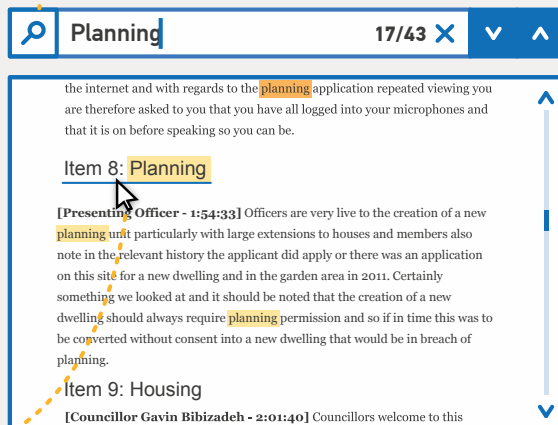 Planning 17/43
the internet and with regards to the planning application repeated viewing you
are therefore asked to you that you have all logged into your microphones and
that it is on before speaking so you can be.
Item 8: Planning
[Presenting Officer - 1:54:33] Officers are very live to the creation of a new
planning unit particularly with large extensions to houses and members also
note in the relevant history the applicant did apply or there was an application
on this site for a new dwelling and in the garden area in 2011. Certainly
something we looked at and it should be noted that the creation of a new
dwelling should always require planning permission and so if in time this was to
be converted without consent into a new dwelling that would be in breach of
planning.
Item 9: Housing
[Councillor Gavin Bibizadeh - 2:01:40] Councillors welcome to this